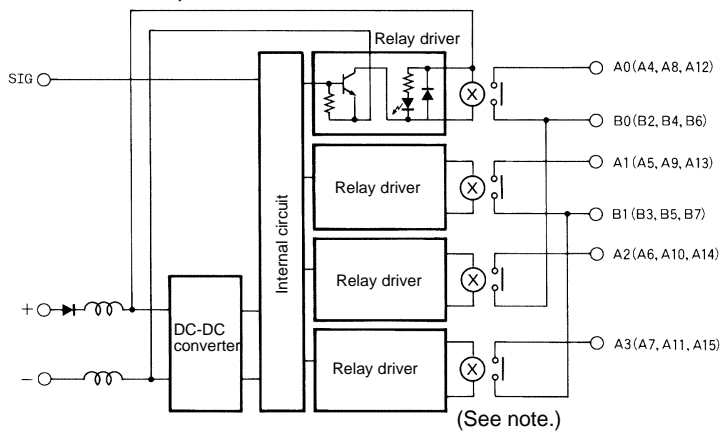 Relay driver
SIG
A0 (A4, A8, A12)
B0 (B2, B4, B6)
Relay driver
A1 (A5, A9, A13)
B1 (B3, B5, B7)
Internal circuit
Relay driver
A2 (A6, A10, A14)
+
DC-DC
converter
−
Relay driver
A3 (A7, A11, A15)
(See note.)